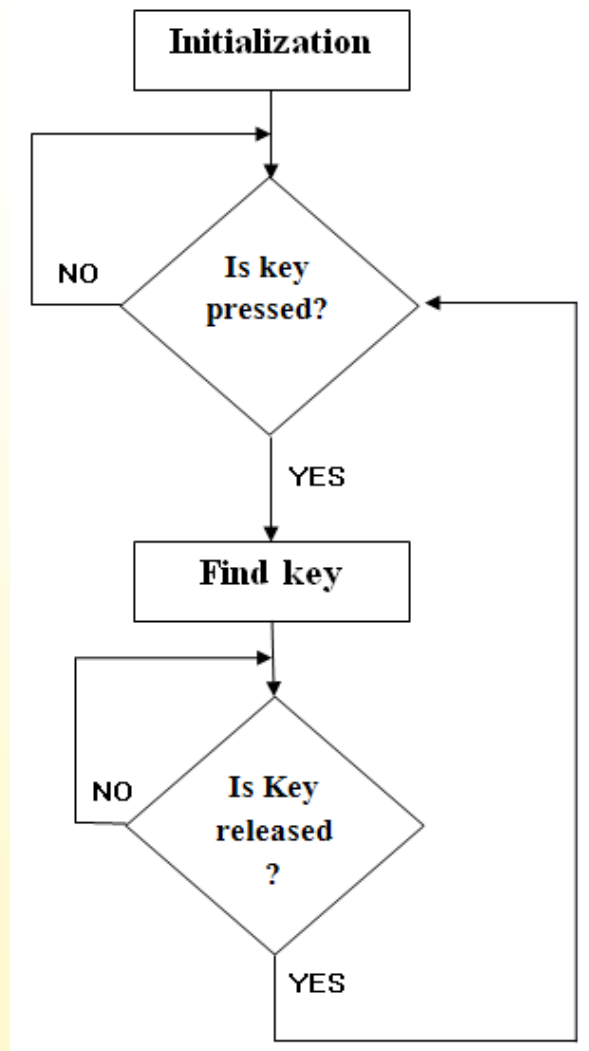 Initialization
Is key
pressed?
NO
YES
Find key
Is Key
released
?
NO
YES